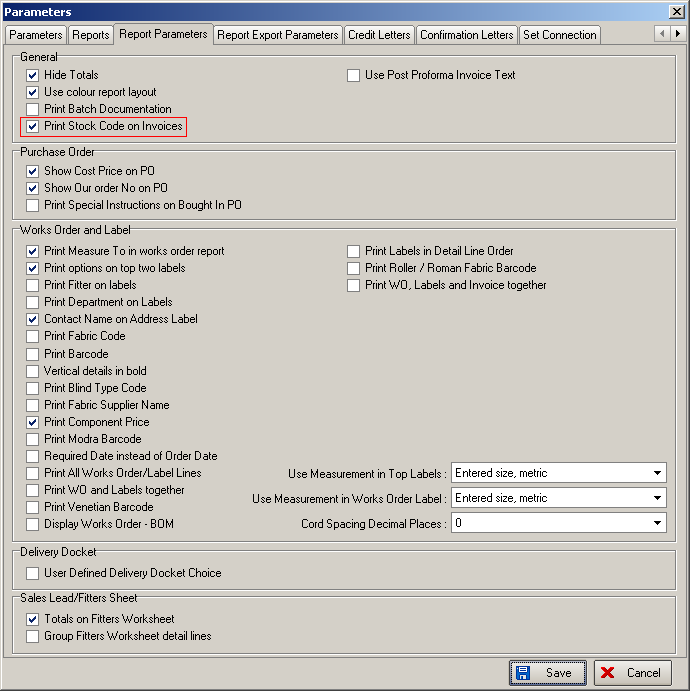 Parameters
Parameters Reports Report Parameters Report Export Parameters Credit Letters Confirmation Letters Set Connection
General
Hide Totals Use Post Proforma Invoice Text
Use colour report layout
Print Batch Documentation
Print Stock Code on Invoices
Purchase Order
Show Cost Price on PO
Show Our order No on PO
Print Special Instructions on Bought In PO
Works Order and Label
Print Measure To in works order report Print Labels in Detail Line Order
Print options on top two labels Print Roller / Roman Fabric Barcode
Print Fitter on labels Print WO, Labels and Invoice together
Print Department on Labels
Contact Name on Address Label
Print Fabric Code
Print Barcode
Vertical details in bold
Print Blind Type Code
Print Fabric Supplier Name
Print Component Price
Print Modra Barcode
Required Date instead of Order Date
Print All Works Order/Label Lines Use Measurement in Top Labels : Entered size, metric
Print WO and Labels together Use Measurement in Works Order Label : Entered size, metric
Print Venetian Barcode
Display Works Order - BOM Cord Spacing Decimal Places : 0
Delivery Docket
User Defined Delivery Docket Choice
Sales Lead/Fitters Sheet
Totals on Fitters Worksheet
Group Fitters Worksheet detail lines
Save Cancel